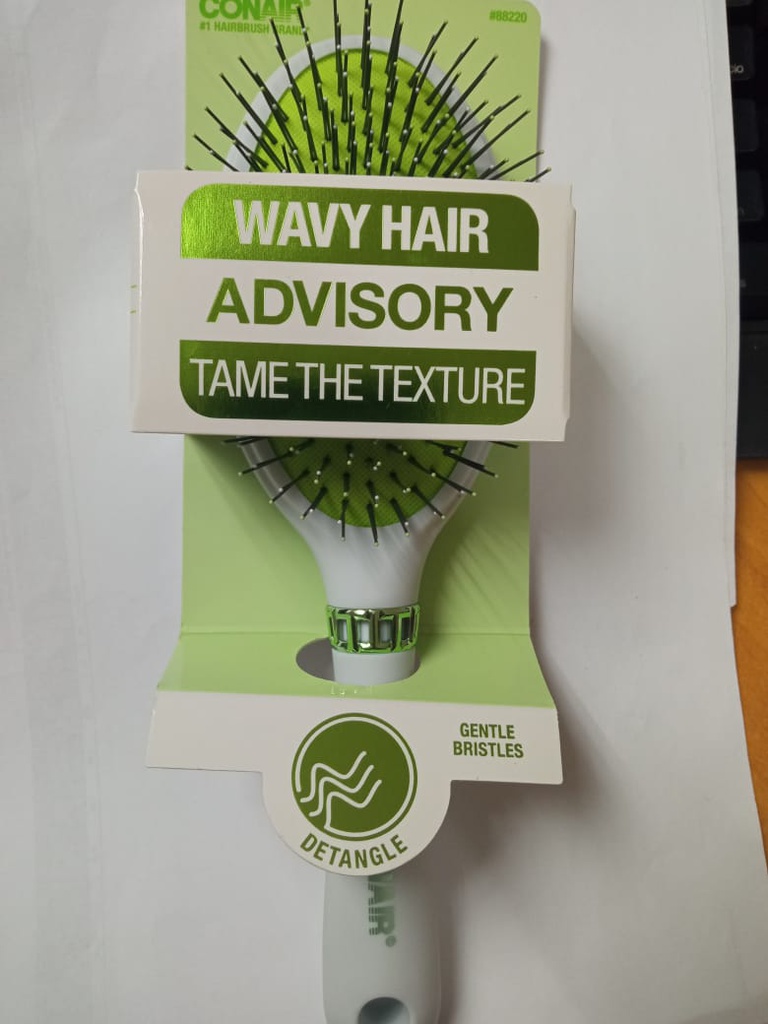 CONAIR®
#1 HAIRBRUSH BRAND
#88220
WAVY HAIR
ADVISORY
TAME THE TEXTURE
GENTLE
BRISTLES
DETANGLE